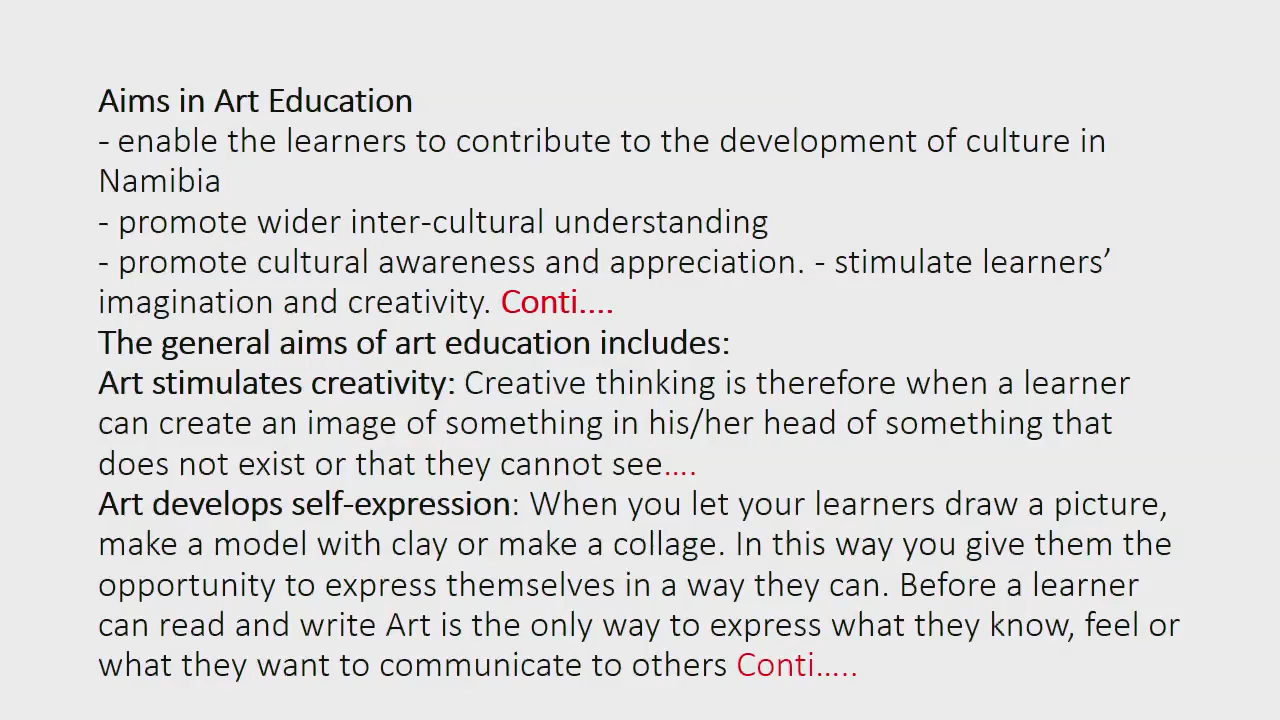 Aims in Art Education
- enable the learners to contribute to the development of culture in
Namibia
- promote wider inter-cultural understanding
- promote cultural awareness and appreciation. - stimulate learners’
imagination and creativity. Conti....
The general aims of art education includes:
Art stimulates creativity: Creative thinking is therefore when a learner
can create an image of something in his/her head of something that
does not exist or that they cannot see....
Art develops self-expression: When you let your learners draw a picture,
make a model with clay or make a collage. In this way you give them the
opportunity to express themselves in a way they can. Before a learner
can read and write Art is the only way to express what they know, feel or
what they want to communicate to others Conti.....